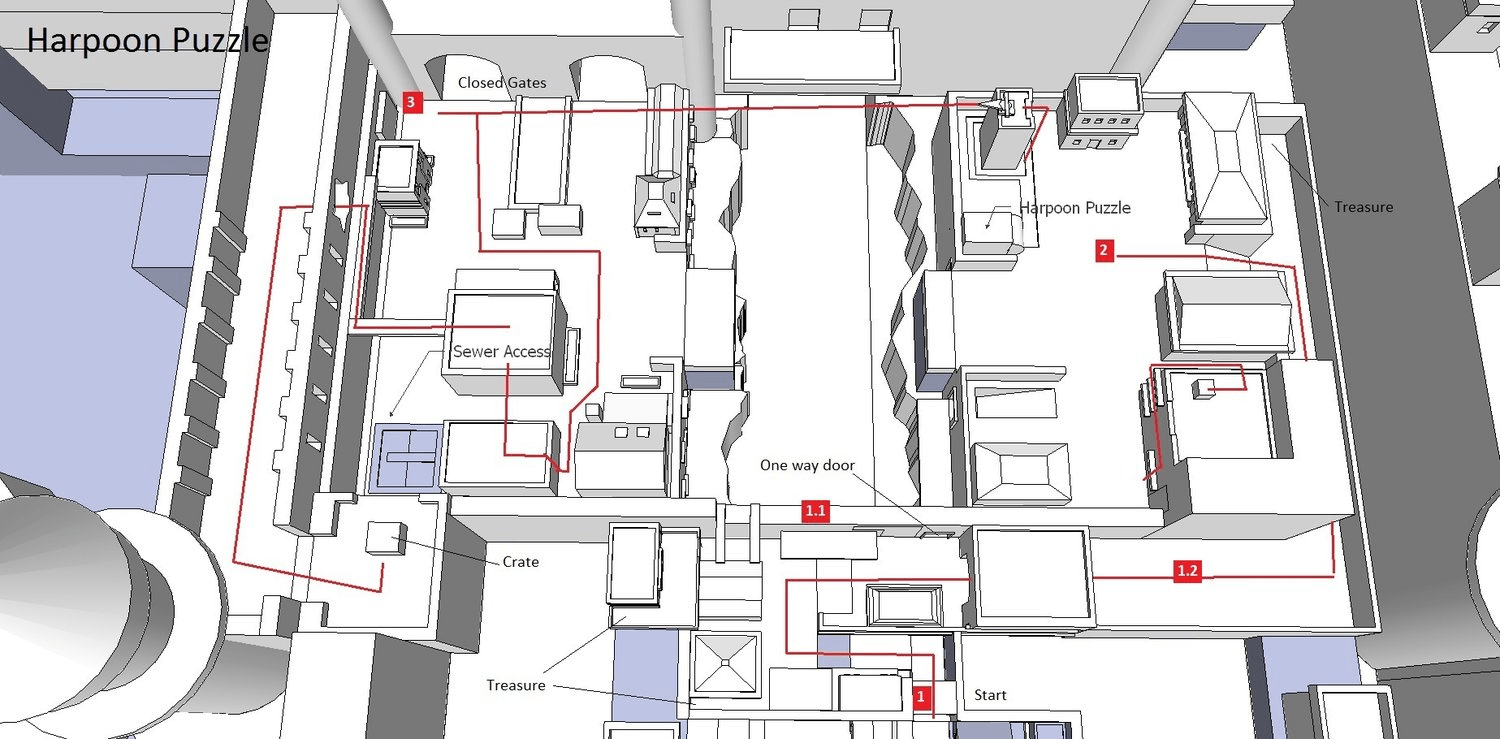 Harpoon Puzzle
Closed Gates
3
Treasure
Harpoon Puzzle
2
Sewer Access
One way door
1.1
Crate
1.2
Treasure
1
Start